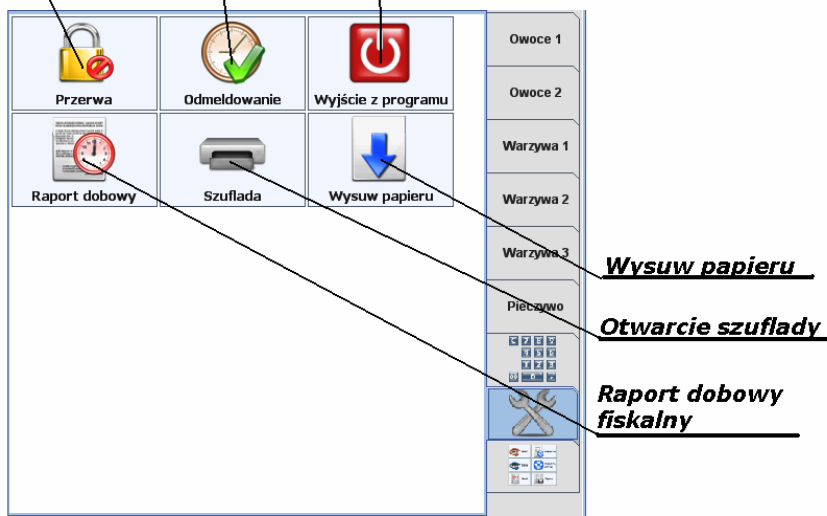 Przerwa
Odmeldowanie
Wyjście z programu
Raport dobowy
Szuflada
Wysuw papieru
Owoce 1
Owoce 2
Warzywa 1
Warzywa 2
Warzywa 3
Pieczywo
Wysuw papieru
Otwarcie szuflady
Raport dobowy
fiskalny